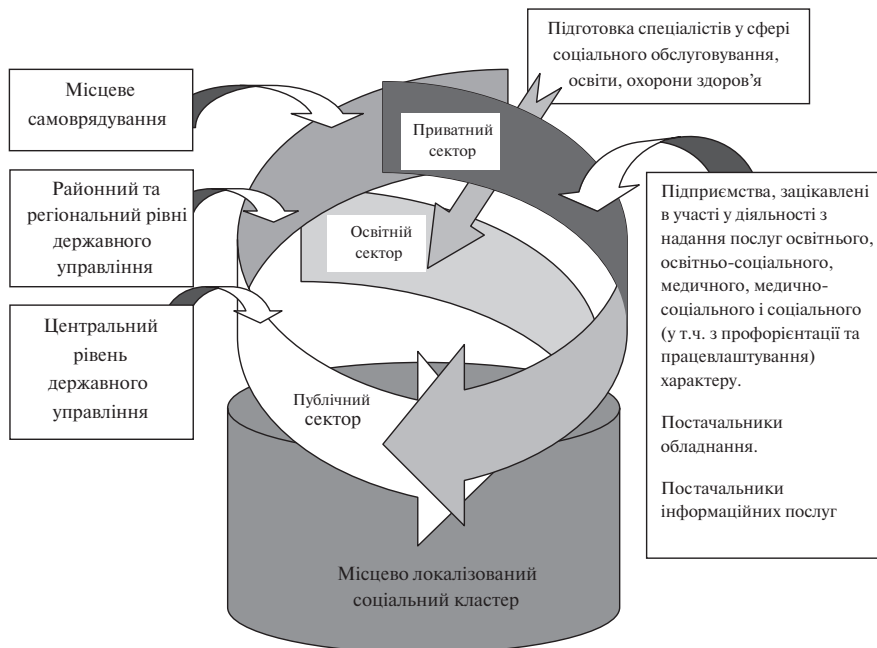 Підготовка спеціалістів у сфері
соціального обслуговування,
освіти, охорони здоров’я
Місцеве
самоврядування
Приватний
сектор
Районний та
регіональний рівні
державного
управління
Освітній
сектор
Підприємства, зацікавлені
в участі у діяльності з
надання послуг освітнього,
освітньо-соціального,
медичного, медично-
соціального і соціального
(у т.ч. з профорієнтації та
працевлаштування)
характеру.
Постачальники
обладнання.
Постачальники
інформаційних послуг
Центральний
рівень
державного
управління
Публічний
сектор
Місцево локалізований
соціальний кластер